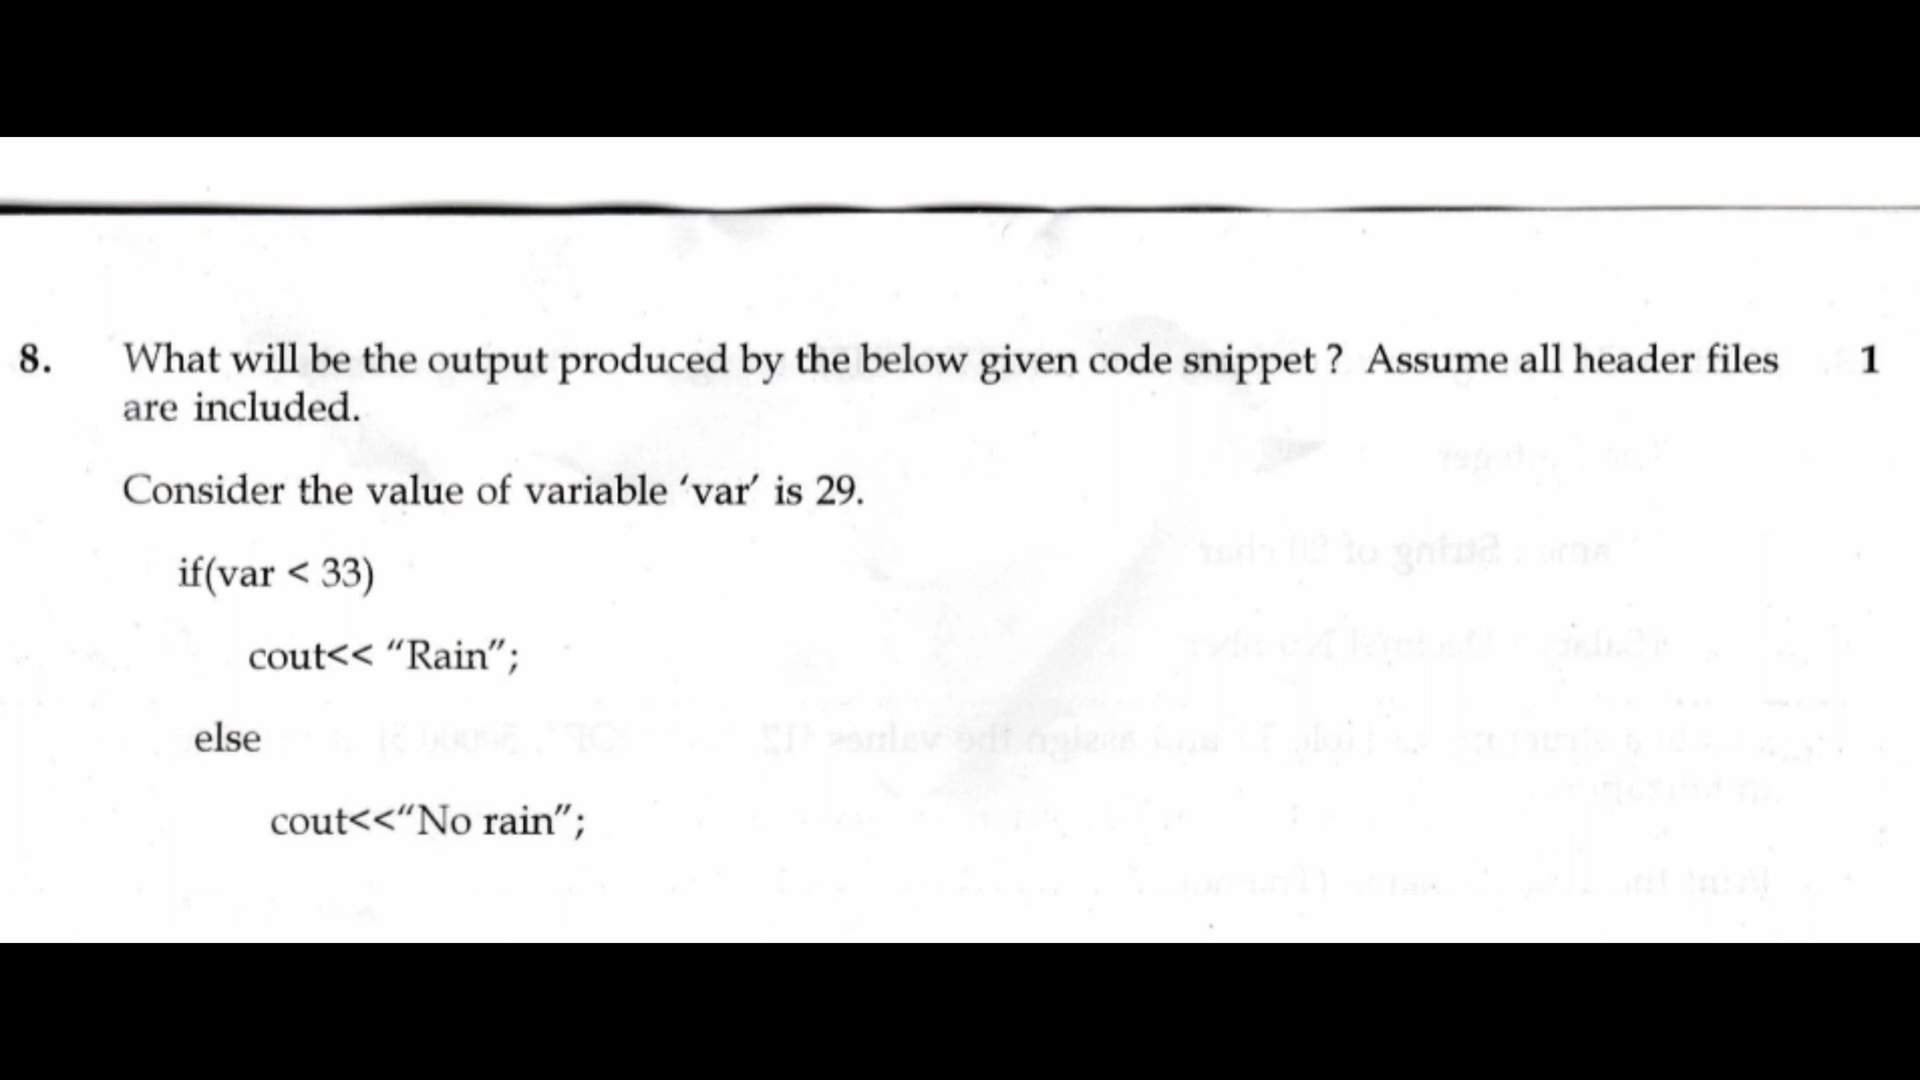 8. What will be the output produced by the below given code snippet ? Assume all header files 1
are included.
Consider the value of variable ‘var’ is 29.
if(var < 33)
cout<< “Rain”;
else
cout<<“No rain”;